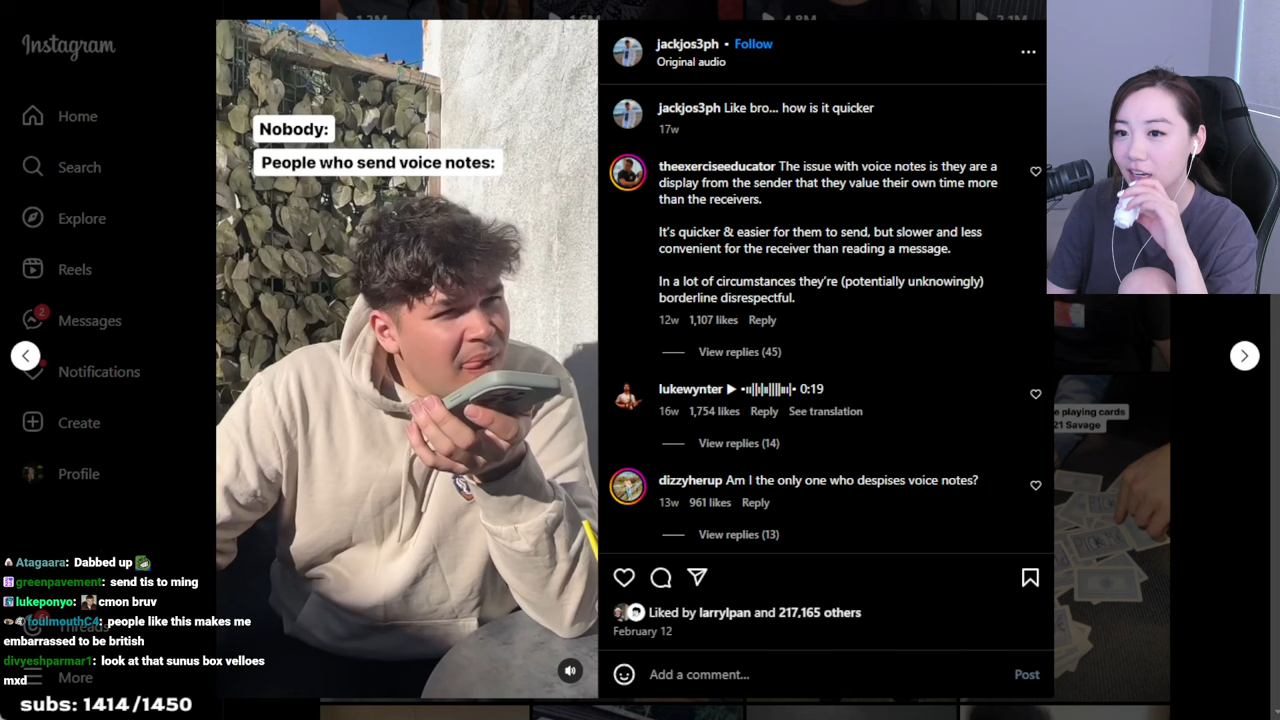 Instagram
Home
Search
Explore
Reels
2
Messages
Notifications
Create
Profile
Threads
More
Nobody:
People who send voice notes:
jackjos3ph • Follow
Original audio
jackjos3ph Like bro... how is it quicker
17w
theexerciseeducator The issue with voice notes is they are a
display from the sender that they value their own time more
than the receivers.
It's quicker & easier for them to send, but slower and less
convenient for the receiver than reading a message.
In a lot of circumstances they're (potentially unknowingly)
borderline disrespectful.
12w 1,107 likes Reply
View replies (45)
lukewynter ▶ •ı||ı|ı||||ıı|• 0:19
16w 1,754 likes Reply See translation
View replies (14)
dizzyherup Am I the only one who despises voice notes?
13w 961 likes Reply
View replies (13)
Liked by larrylpan and 217,165 others
February 12
Add a comment...
Post
e playing cards
21 Savage
Atagaara: Dabbed up
greenpavement: send tis to ming
lukeponyo: cmon bruv
foulmouthC4: people like this makes me
embarrassed to be british
divyeshparmar1: look at that sunus box velloes
mxd
subs: 1414/1450